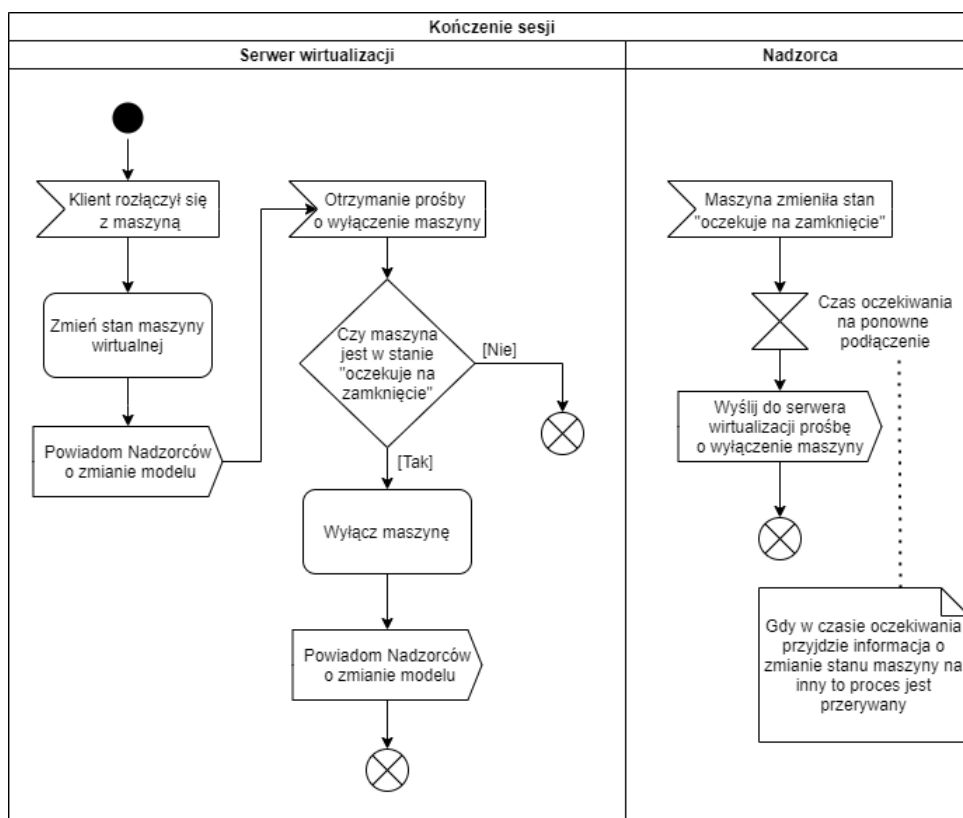 Kończenie sesji
Serwer wirtualizacji
Nadzorca
Klient rozłączył się
z maszyną
Zmień stan maszyny
wirtualnej
Powiadom Nadzorców
o zmianie modelu
Otrzymanie prośby
o wyłączenie maszyny
Czy maszyna
jest w stanie
"oczekuje na
zamknięcie"
[Nie]
[Tak]
Wyłącz maszynę
Powiadom Nadzorców
o zmianie modelu
Maszyna zmieniła stan
"oczekuje na zamknięcie"
Czas oczekiwania
na ponowne
podłączenie
Wyślij do serwera
wirtualizacji prośbę
o wyłączenie maszyny
Gdy w czasie oczekiwania
przyjdzie informacja o
zmianie stanu maszyny na
inny to proces jest
przerywany